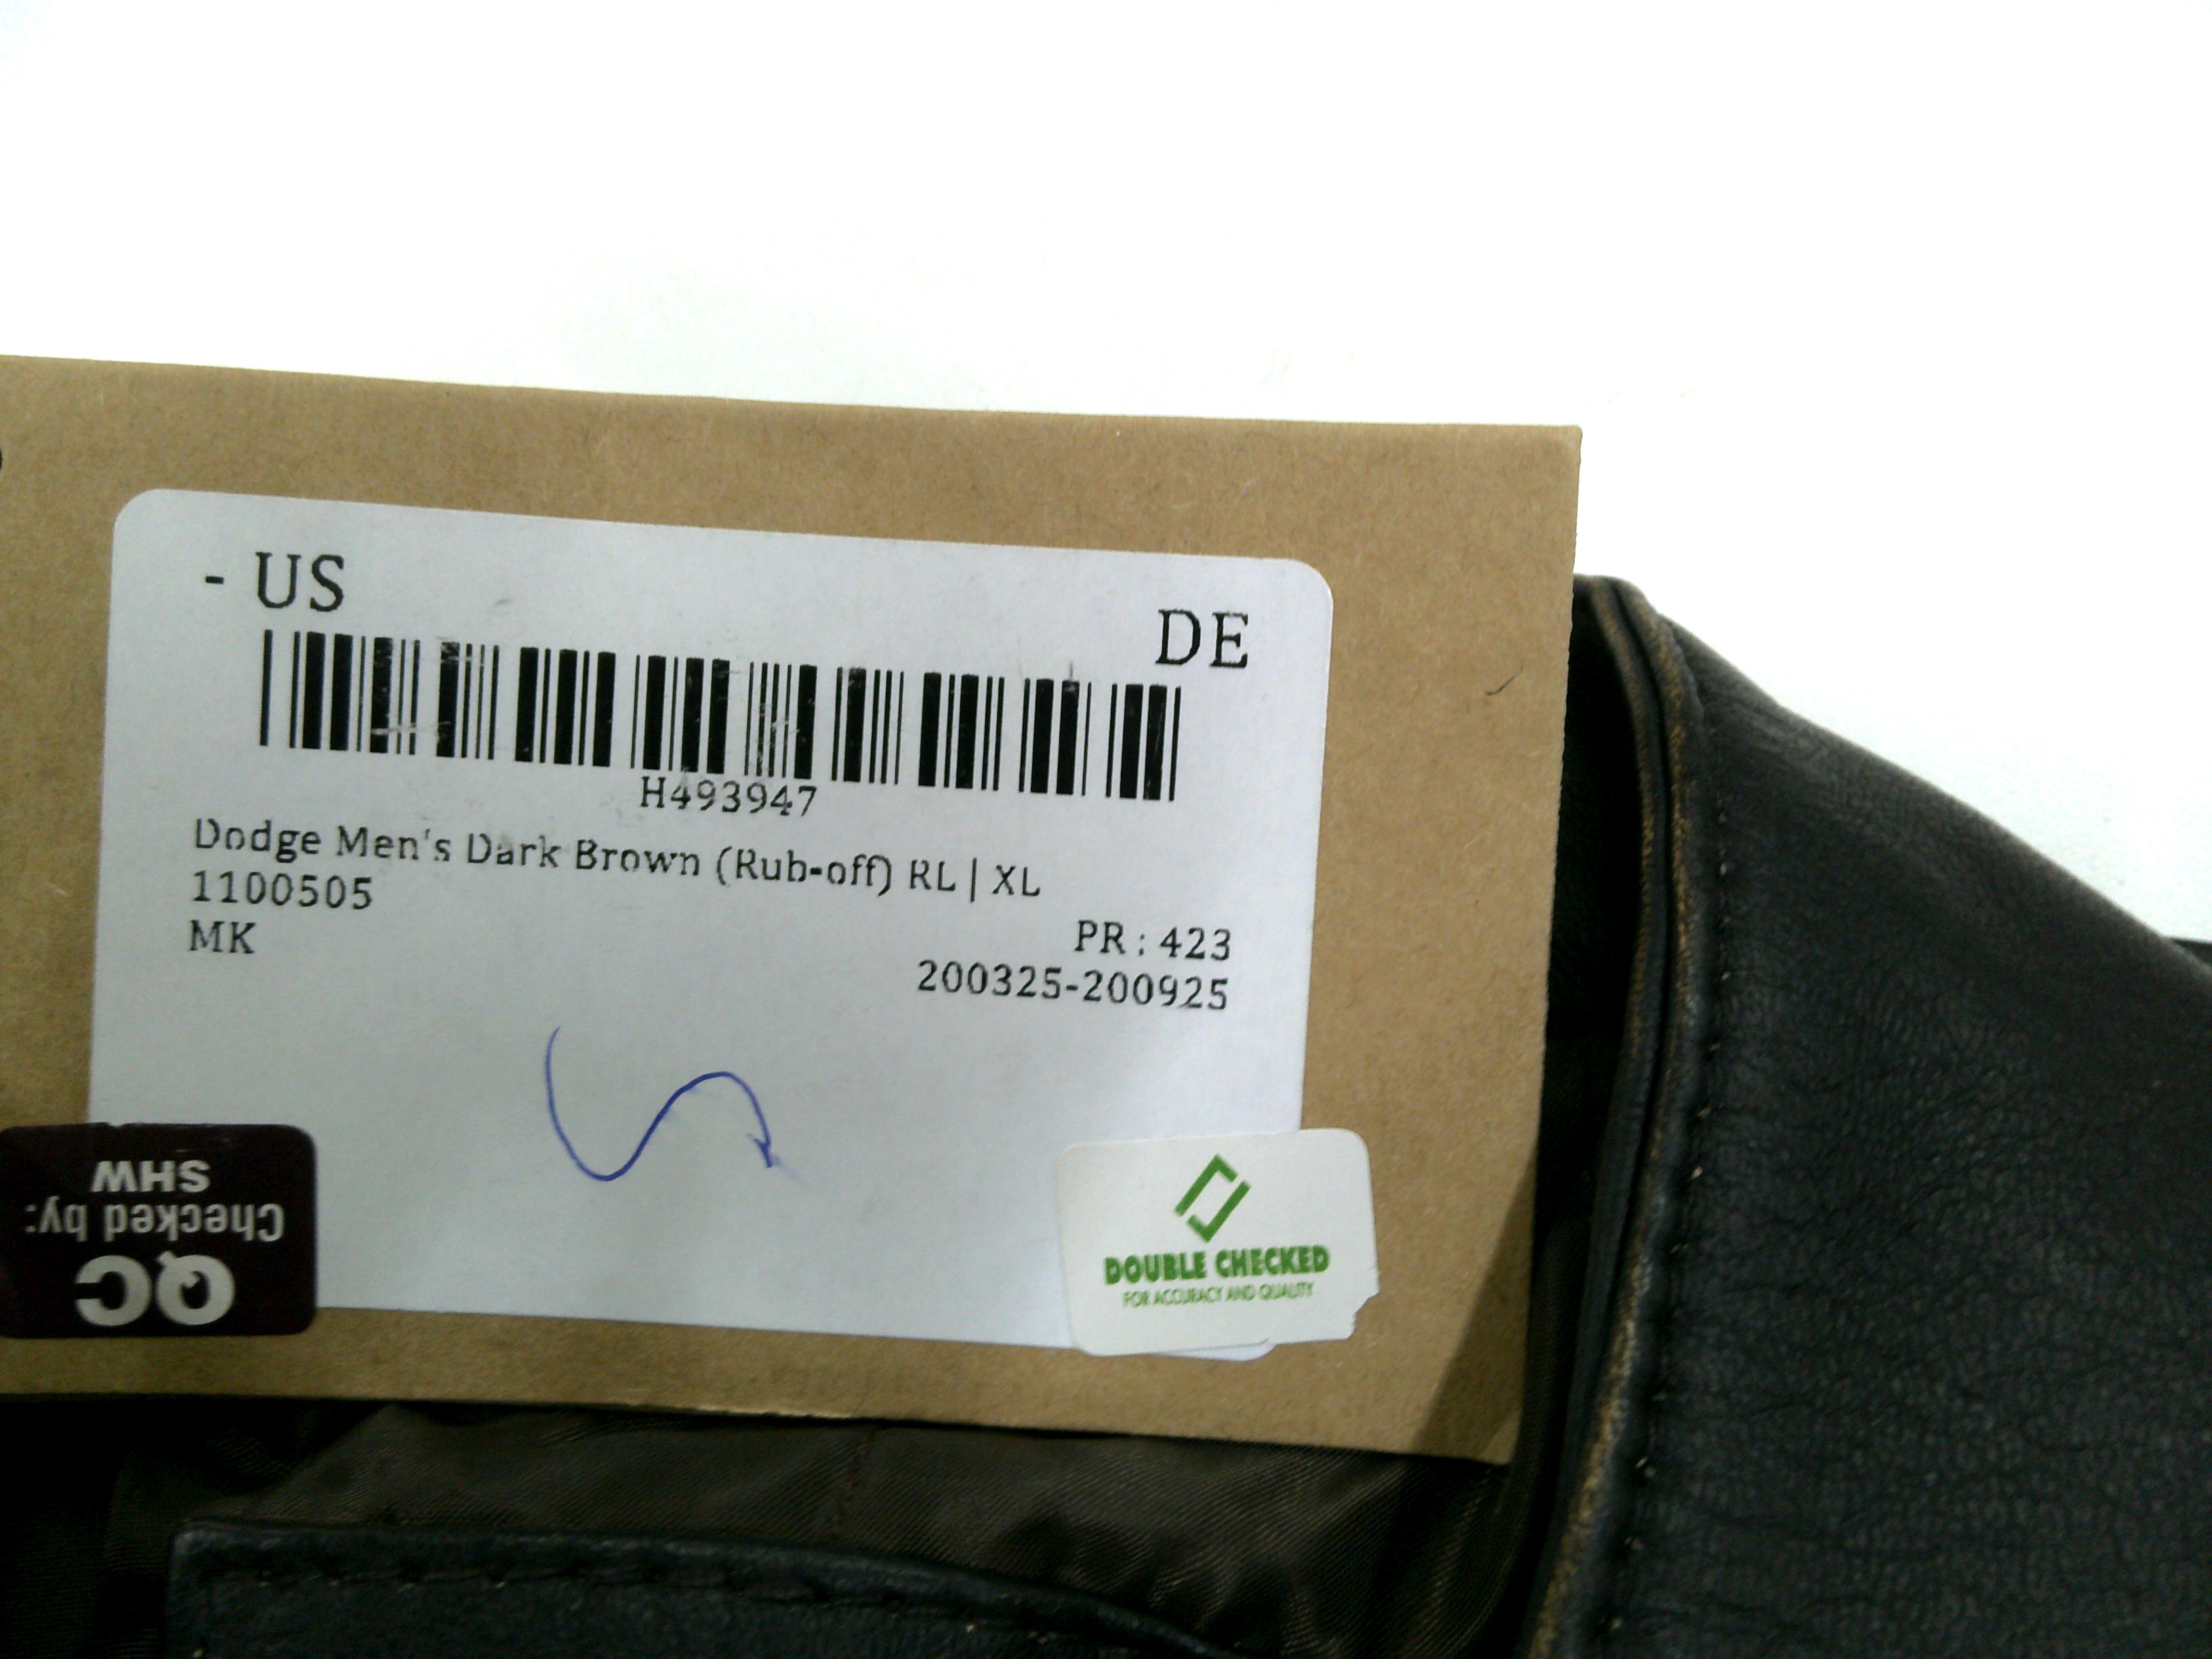 - US
DE
H493947
Dodge Men's Dark Brown (Rub-off) RL | XL
1100505
MK
PR : 423
200325-200925
QC
Checked by:
SHW
DOUBLE CHECKED
FOR ACCURACY AND QUALITY